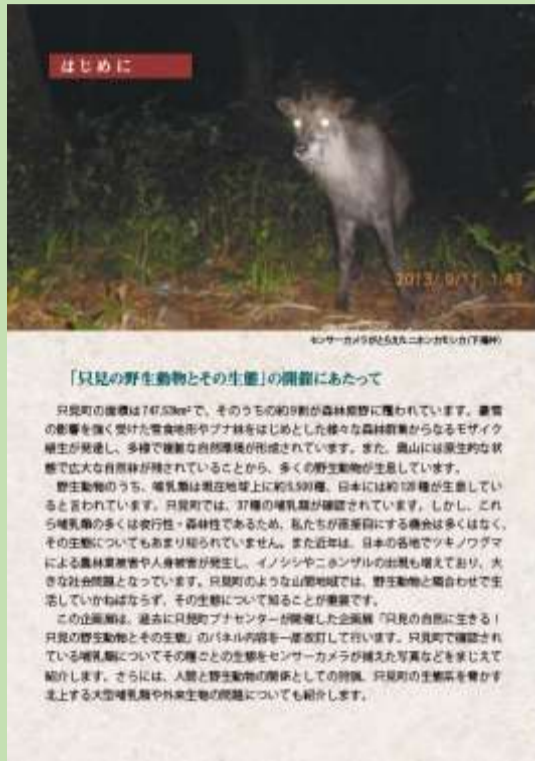 はじめに
2013/ 9/11 1:43
センサーカメラがとらえたニホンカモシカ(下福井)
「只見の野生動物とその生態」の開催にあたって
只見町の面積は747.53km²で、そのうちの約9割が森林原野に覆われています。豪雪
の影響を強く受けた雪食地形やブナ林をはじめとした様々な森林群集からなるモザイク
植生が発達し、多様で複雑な自然環境が形成されています。また、奥山には原生的な状
態で広大な自然林が残されていることから、多くの野生動物が生息しています。
野生動物のうち、哺乳類は現在地球上に約5,500種、日本には約120種が生息してい
ると言われています。只見町では、37種の哺乳類が確認されています。しかし、これ
ら哺乳類の多くは夜行性・森林性であるため、私たちが直接目にする機会は多くはなく、
その生態についてもあまり知られていません。また近年は、日本の各地でツキノワグマ
による農林業被害や人身被害が発生し、イノシシやニホンザルの出現も増えており、大
きな社会問題となっています。只見町のような山間地域では、野生動物と隣合わせで生
活していかねばならず、その生態について知ることが重要です。
この企画展は、過去に只見町ブナセンターが開催した企画展「只見の自然に生きる！
只見の野生動物とその生態」のパネル内容を一部改訂して行います。只見町で確認され
ている哺乳類についてその種ごとの生態をセンサーカメラが捕えた写真などをまじえて
紹介します。さらには、人間と野生動物の関係としての狩猟、只見町の生態系を脅かす
北上する大型哺乳類や外来生物の問題についても紹介します。